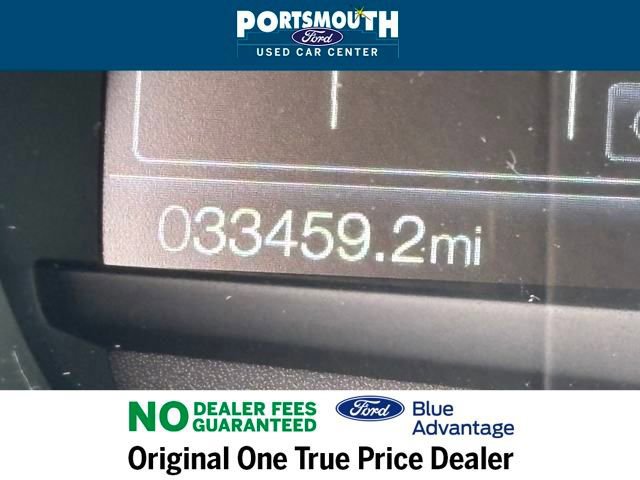 PORTSMOUTH
Ford
USED CAR CENTER
033459.2mi
NO DEALER FEES
GUARANTEED
Ford
Blue
Advantage
Original One True Price Dealer